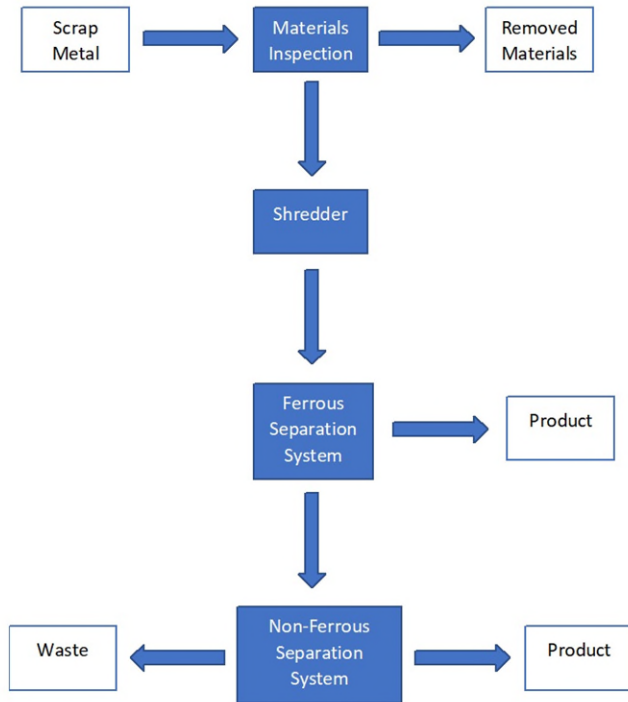 Scrap
Metal
Materials
Inspection
Removed
Materials
Shredder
Ferrous
Separation
System
Product
Waste
Non-Ferrous
Separation
System
Product